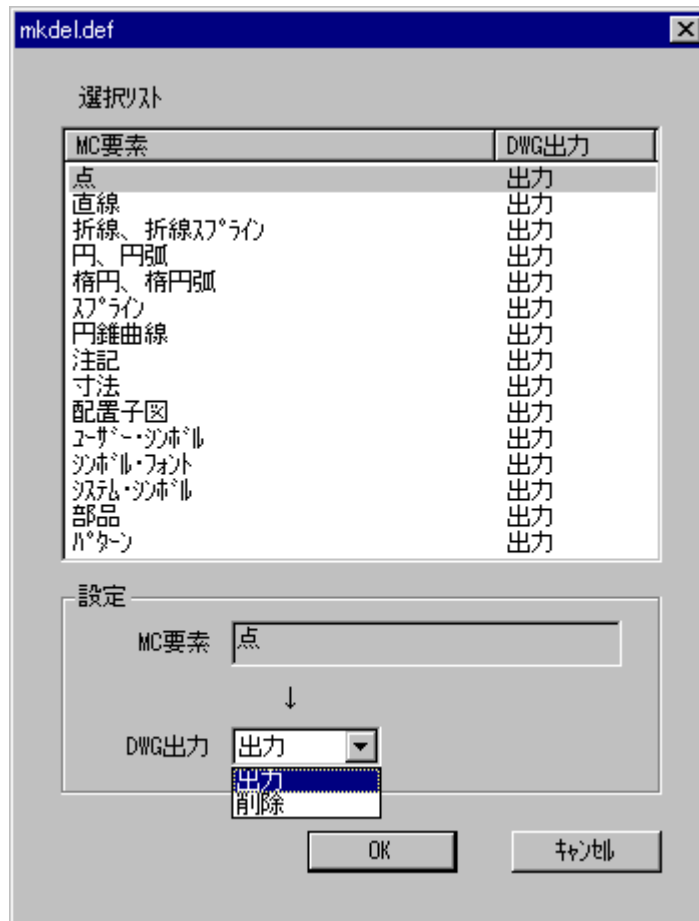 mkdel.def
選択ﾘｽﾄ
MC要素 DWG出力
点 出力
直線 出力
折線、折線ｽﾌﾟﾗｲﾝ 出力
円、円弧 出力
楕円、楕円弧 出力
ｽﾌﾟﾗｲﾝ 出力
円錐曲線 出力
注記 出力
寸法 出力
配置子図 出力
ﾕｰｻﾞｰ・ｼﾝﾎﾞﾙ 出力
ｼﾝﾎﾞﾙ・ﾌｫﾝﾄ 出力
ｼｽﾃﾑ・ｼﾝﾎﾞﾙ 出力
部品 出力
ﾊﾟﾀｰﾝ 出力
設定
MC要素 点
↓
DWG出力 出力
出力
削除
OK ｷｬﾝｾﾙ